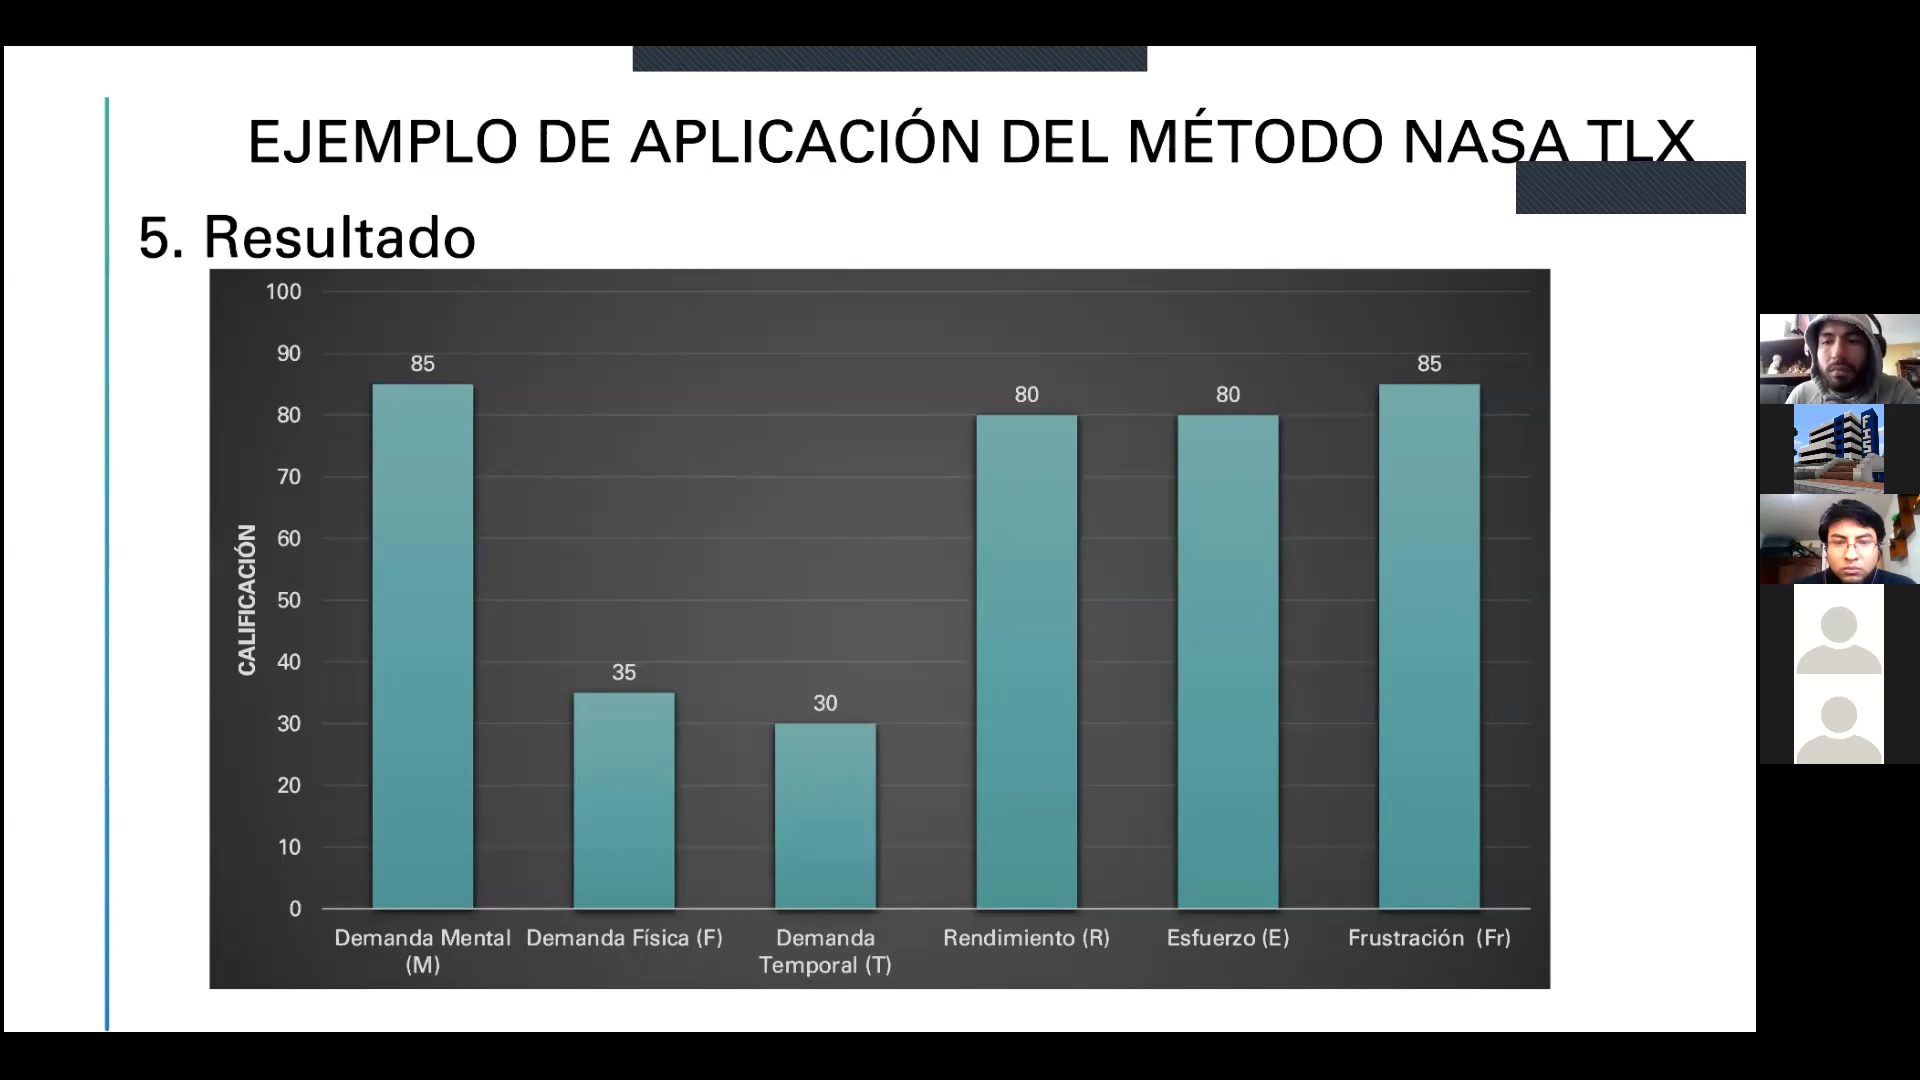 EJEMPLO DE APLICACIÓN DEL MÉTODO NASA TLX
5. Resultado
100
90
80
70
60
50
40
30
20
10
0
CALIFICACIÓN
85
35
30
80
80
85
Demanda Mental
(M)
Demanda Física (F)
Demanda
Temporal (T)
Rendimiento (R)
Esfuerzo (E)
Frustración (Fr)